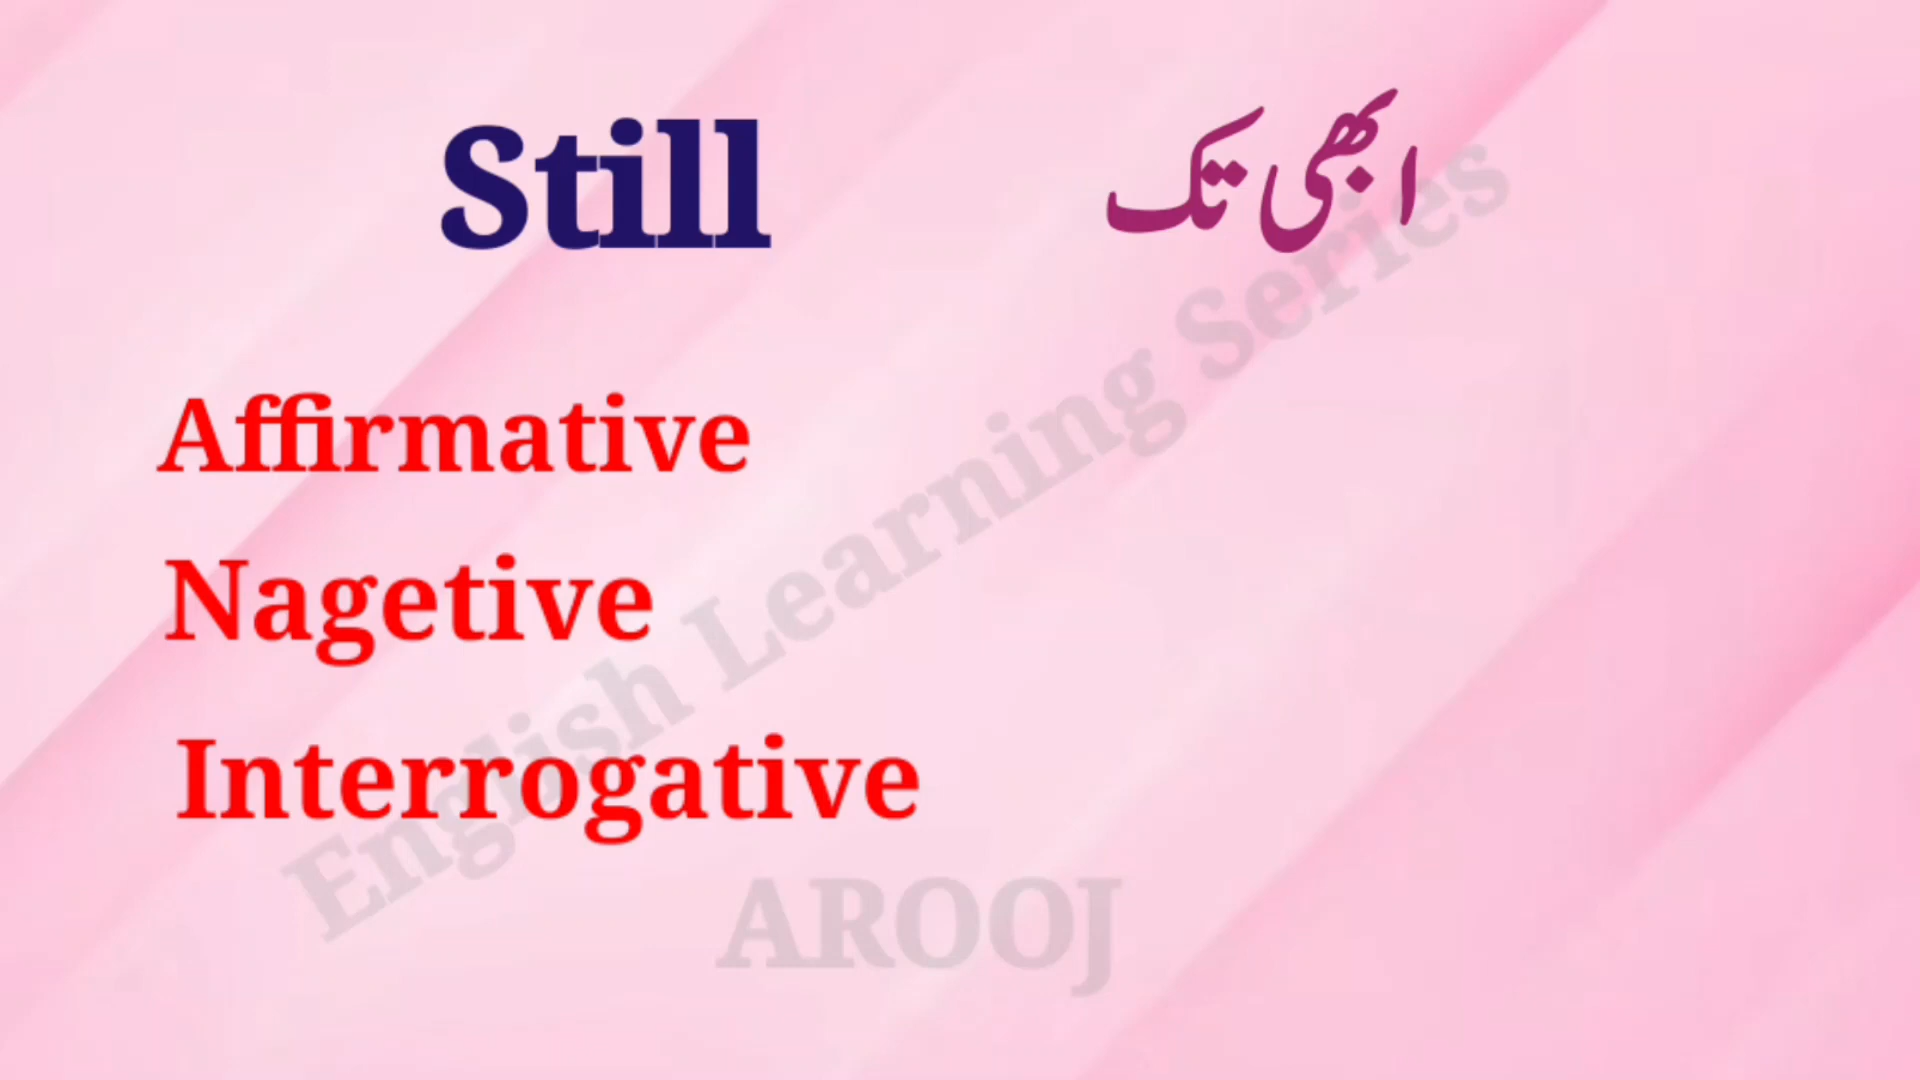 Still ابھی تک
Affirmative
Nagetive
Interrogative
English Learning Series
AROOJ